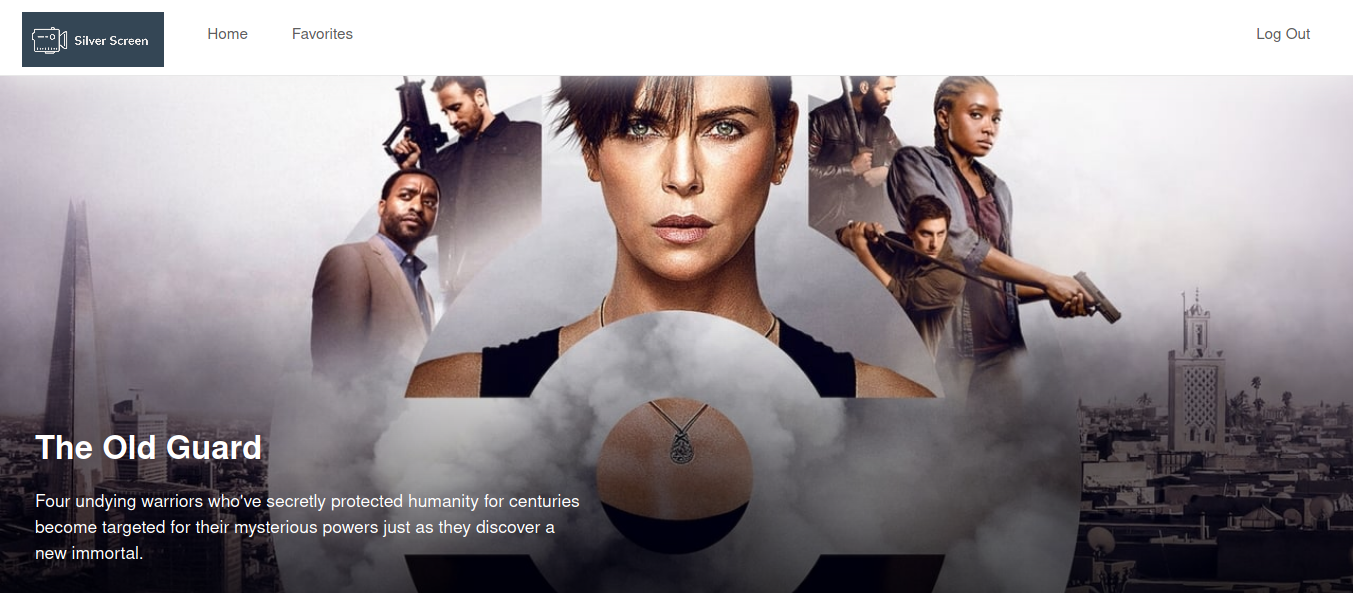 Silver Screen
Home
Favorites
Log Out
The Old Guard
Four undying warriors who've secretly protected humanity for centuries
become targeted for their mysterious powers just as they discover a
new immortal.